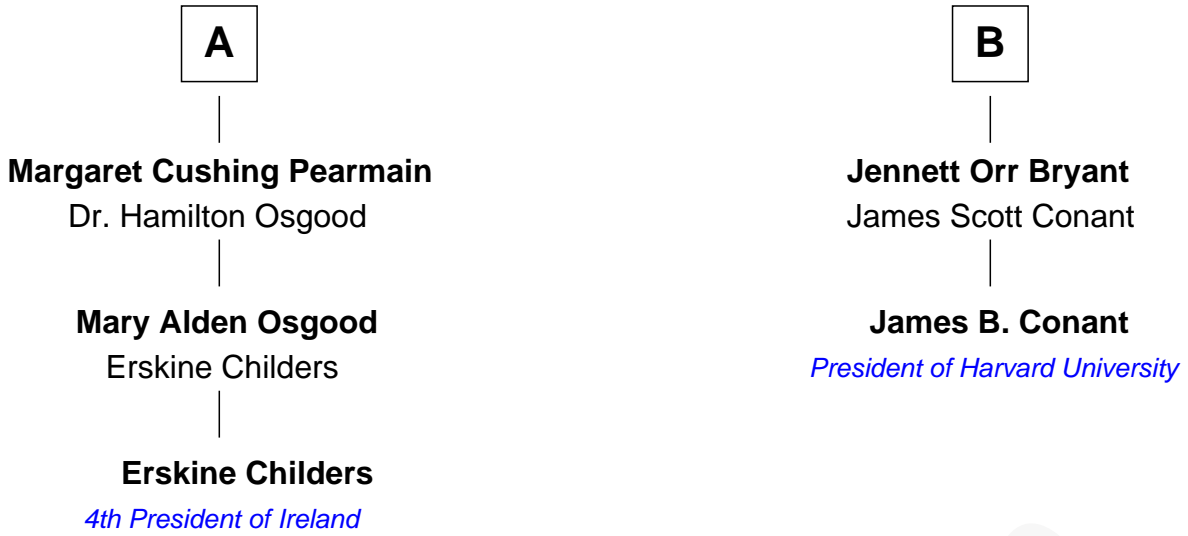 A
Margaret Cushing Pearmain
Dr. Hamilton Osgood
Mary Alden Osgood
Erskine Childers
Erskine Childers
4th President of Ireland
B
Jennett Orr Bryant
James Scott Conant
James B. Conant
President of Harvard University